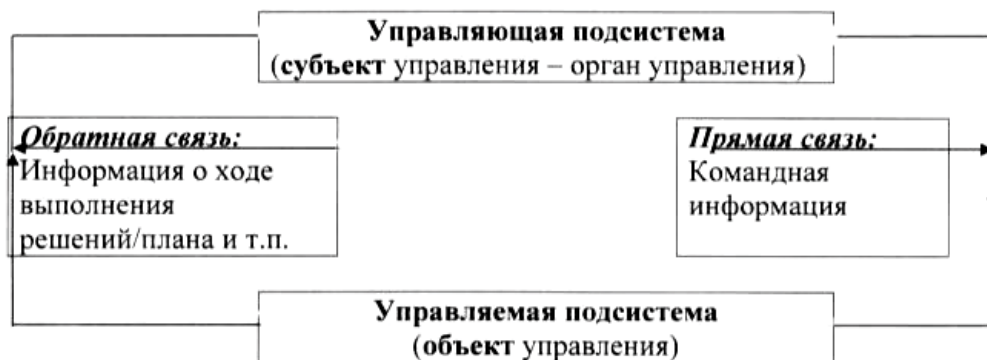 Управляющая подсистема
(субъект управления – орган управления)
Обратная связь:
Информация о ходе
выполнения
решений/плана и т.п.
Прямая связь:
Командная
информация
Управляемая подсистема
(объект управления)